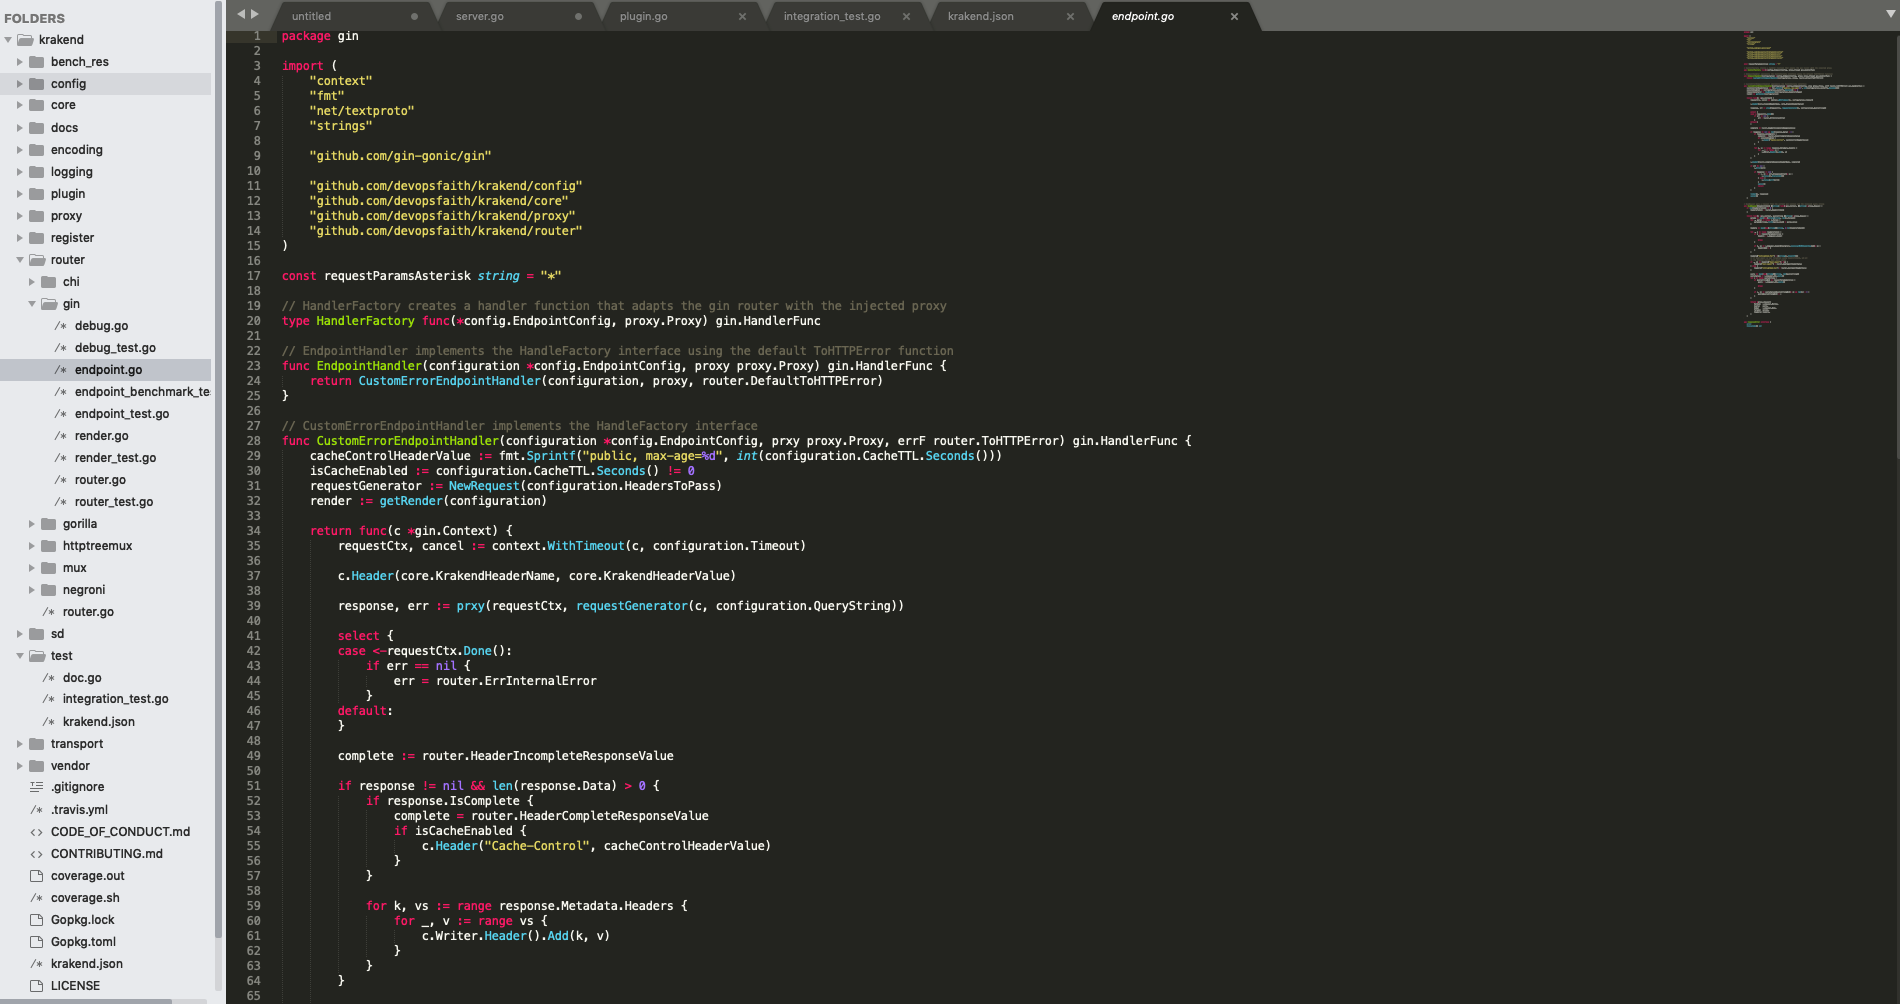 FOLDERS
krakend
bench_res
config
core
docs
encoding
logging
plugin
proxy
register
router
chi
gin
/* debug.go
/* debug_test.go
/* endpoint.go
/* endpoint_benchmark_te
/* endpoint_test.go
/* render.go
/* render_test.go
/* router.go
/* router_test.go
gorilla
httptreemux
mux
negroni
/* router.go
sd
test
/* doc.go
/* integration_test.go
/* krakend.json
transport
vendor
.gitignore
/* .travis.yml
<> CODE_OF_CONDUCT.md
<> CONTRIBUTING.md
coverage.out
/* coverage.sh
Gopkg.lock
Gopkg.toml
/* krakend.json
LICENSE
untitled server.go plugin.go integration_test.go krakend.json endpoint.go
1 package gin
2
3 import (
4 "context"
5 "fmt"
6 "net/textproto"
7 "strings"
8
9 "github.com/gin-gonic/gin"
10
11 "github.com/devopsfaith/krakend/config"
12 "github.com/devopsfaith/krakend/core"
13 "github.com/devopsfaith/krakend/proxy"
14 "github.com/devopsfaith/krakend/router"
15 )
16
17 const requestParamsAsterisk string = "*"
18
19 // HandlerFactory creates a handler function that adapts the gin router with the injected proxy
20 type HandlerFactory func(*config.EndpointConfig, proxy.Proxy) gin.HandlerFunc
21
22 // EndpointHandler implements the HandleFactory interface using the default ToHTTPError function
23 func EndpointHandler(configuration *config.EndpointConfig, proxy proxy.Proxy) gin.HandlerFunc {
24 return CustomErrorEndpointHandler(configuration, proxy, router.DefaultToHTTPError)
25 }
26
27 // CustomErrorEndpointHandler implements the HandleFactory interface
28 func CustomErrorEndpointHandler(configuration *config.EndpointConfig, prxy proxy.Proxy, errF router.ToHTTPError) gin.HandlerFunc {
29 cacheControlHeaderValue := fmt.Sprintf("public, max-age=%d", int(configuration.CacheTTL.Seconds()))
30 isCacheEnabled := configuration.CacheTTL.Seconds() != 0
31 requestGenerator := NewRequest(configuration.HeadersToPass)
32 render := getRender(configuration)
33
34 return func(c *gin.Context) {
35 requestCtx, cancel := context.WithTimeout(c, configuration.Timeout)
36
37 c.Header(core.KrakendHeaderName, core.KrakendHeaderValue)
38
39 response, err := prxy(requestCtx, requestGenerator(c, configuration.QueryString))
40
41 select {
42 case <-requestCtx.Done():
43 if err == nil {
44 err = router.ErrInternalError
45 }
46 default:
47 }
48
49 complete := router.HeaderIncompleteResponseValue
50
51 if response != nil && len(response.Data) > 0 {
52 if response.IsComplete {
53 complete = router.HeaderCompleteResponseValue
54 if isCacheEnabled {
55 c.Header("Cache-Control", cacheControlHeaderValue)
56 }
57 }
58
59 for k, vs := range response.Metadata.Headers {
60 for _, v := range vs {
61 c.Writer.Header().Add(k, v)
62 }
63 }
64 }
65